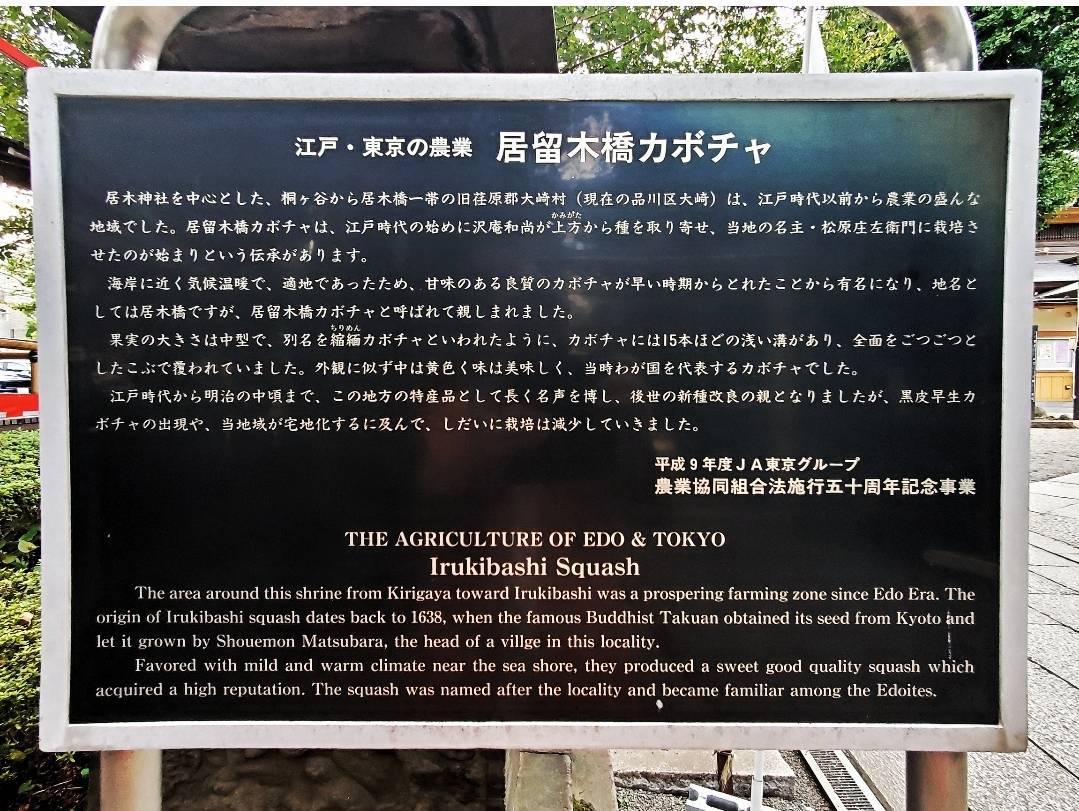 江戸・東京の農業 居留木橋カボチャ
居木神社を中心とした、桐ヶ谷から居木橋一帯の旧荏原郡大崎村（現在の品川区大崎）は、江戸時代以前から農業の盛んな
地域でした。居留木橋カボチャは、江戸時代の始めに沢庵和尚が上方から種を取り寄せ、当地の名主・松原庄左衛門に栽培さ
かみがた
せたのが始まりという伝承があります。
海岸に近く気候温暖で、適地であったため、甘味のある良質のカボチャが早い時期からとれたことから有名になり、地名と
しては居木橋ですが、居留木橋カボチャと呼ばれて親しまれました。
ちりめん
果実の大きさは中型で、別名を縮緬カボチャといわれたように、カボチャには15本ほどの浅い溝があり、全面をごつごつと
したこぶで覆われていました。外観に似ず中は黄色く味は美味しく、当時わが国を代表するカボチャでした。
江戸時代から明治の中頃まで、この地方の特産品として長く名声を博し、後世の新種改良の親となりましたが、黒皮早生カ
ボチャの出現や、当地域が宅地化するに及んで、しだいに栽培は減少していきました。
平成9年度JA東京グループ
農業協同組合法施行五十周年記念事業
THE AGRICULTURE OF EDO & TOKYO
Irukibashi Squash
The area around this shrine from Kirigaya toward Irukibashi was a prospering farming zone since Edo Era. The
origin of Irukibashi squash dates back to 1638, when the famous Buddhist Takuan obtained its seed from Kyoto and
let it grown by Shouemon Matsubara, the head of a villge in this locality.
Favored with mild and warm climate near the sea shore, they produced a sweet good quality squash which
acquired a high reputation. The squash was named after the locality and became familiar among the Edoites.